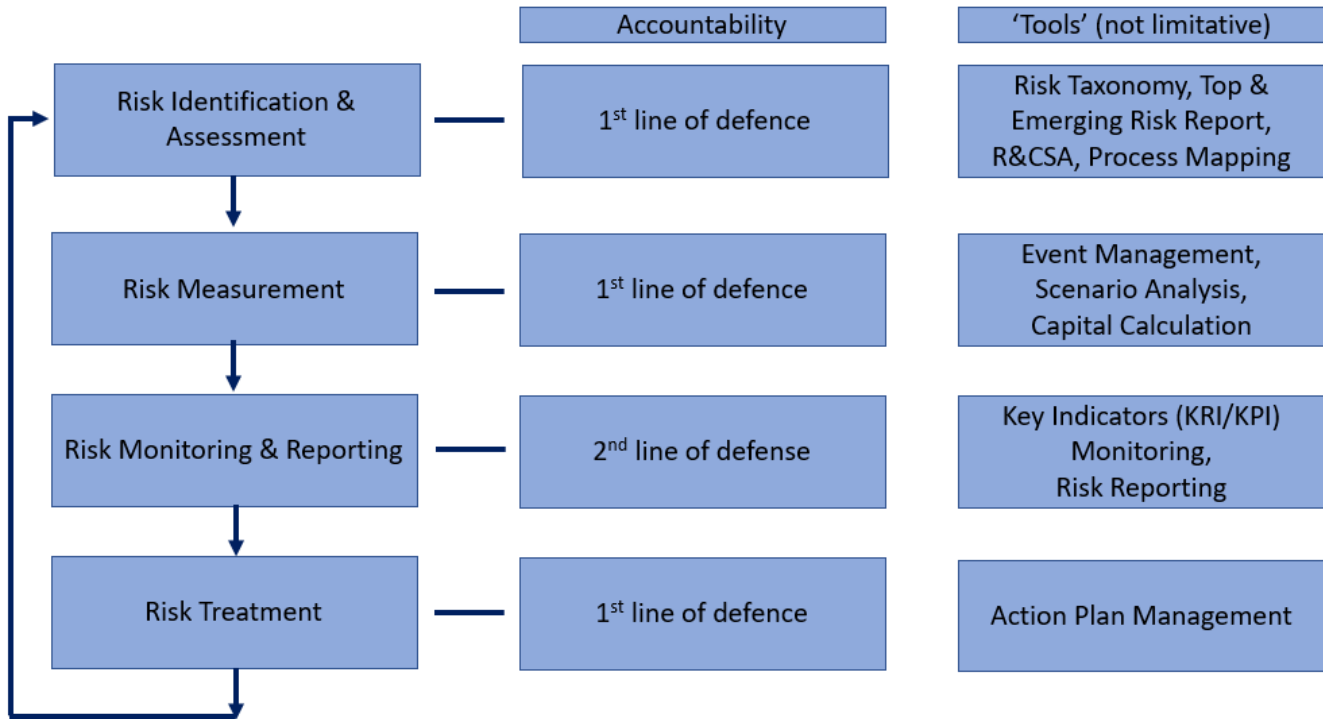 Accountability
‘Tools’ (not limitative)
Risk Identification &
Assessment
1st line of defence
Risk Taxonomy, Top &
Emerging Risk Report,
R&CSA, Process Mapping
Risk Measurement
1st line of defence
Event Management,
Scenario Analysis,
Capital Calculation
Risk Monitoring & Reporting
2nd line of defense
Key Indicators (KRI/KPI)
Monitoring,
Risk Reporting
Risk Treatment
1st line of defence
Action Plan Management